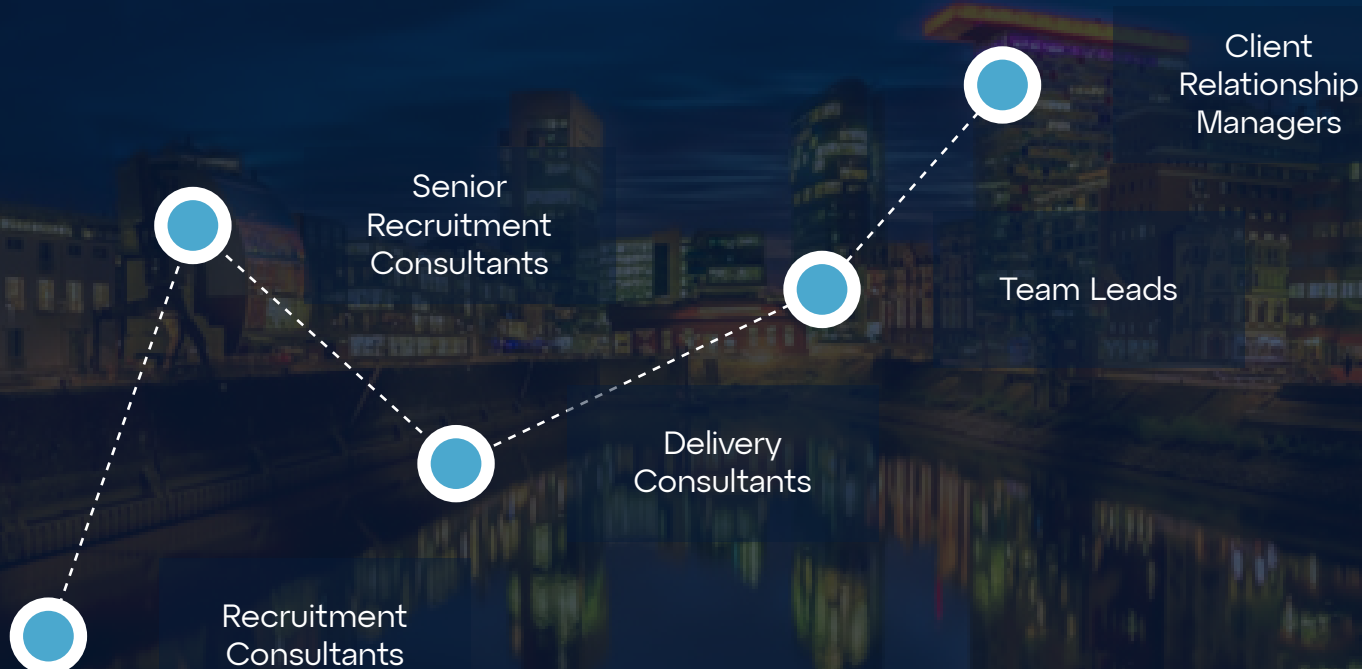 Client
Relationship
Managers
Senior
Recruitment
Consultants
Team Leads
Delivery
Consultants
Recruitment
Consultants